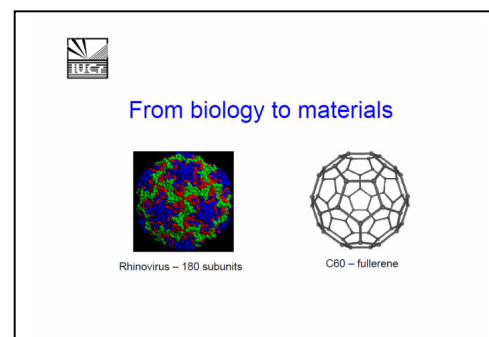 IUCr
From biology to materials
Rhinovirus – 180 subunits
C60 – fullerene